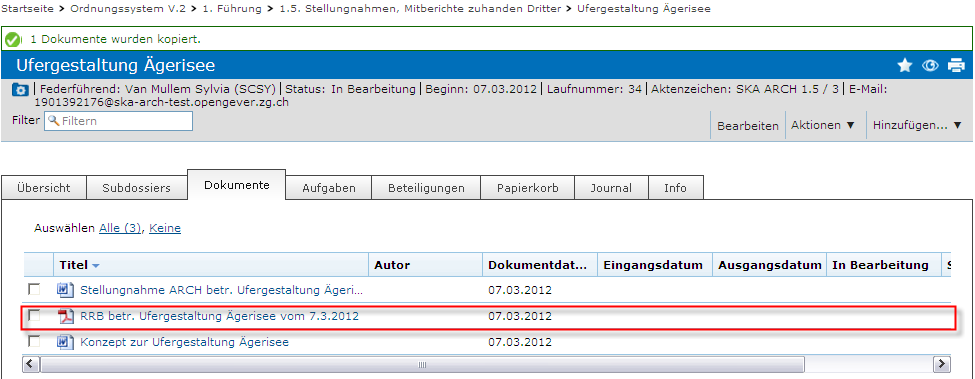 Startseite > Ordnungssystem V.2 > 1. Führung > 1.5. Stellungnahmen, Mitberichte zuhanden Dritter > Ufergestaltung Ägerisee
1 Dokumente wurden kopiert.
Ufergestaltung Ägerisee
Federführend: Van Mullem Sylvia (SCSY) | Status: In Bearbeitung | Beginn: 07.03.2012 | Laufnummer: 34 | Aktenzeichen: SKA ARCH 1.5 / 3 | E-Mail:
1901392176@ska-arch-test.opengever.zg.ch
Filter Filtern
Bearbeiten Aktionen ▼ Hinzufügen... ▼
Übersicht Subdossiers Dokumente Aufgaben Beteiligungen Papierkorb Journal Info
Auswählen Alle (3), Keine
Titel Autor Dokumentdat... Eingangsdatum Ausgangsdatum In Bearbeitung S
Stellungnahme ARCH betr. Ufergestaltung Ägeri... 07.03.2012
RRB betr. Ufergestaltung Ägerisee vom 7.3.2012 07.03.2012
Konzept zur Ufergestaltung Ägerisee 07.03.2012